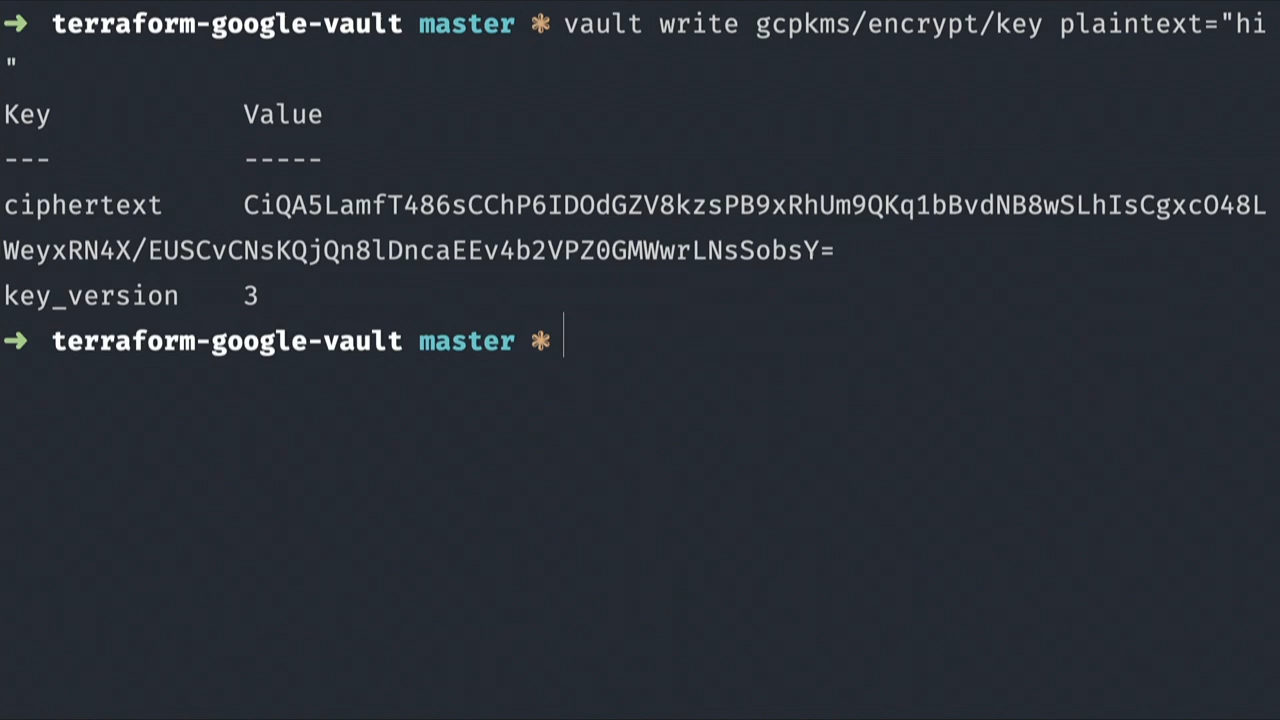 ➜ terraform-google-vault master ❃ vault write gcpkms/encrypt/key plaintext="hi
"
Key Value
--- -----
ciphertext CiQA5LamfT486sCChP6IDOdGZV8kzsPB9xRhUm9QKq1bBvdNB8wSLhIsCgxcO48L
WeyxRN4X/EUSCvCNsKQjQn8lDncaEEv4b2VPZ0GMWwrLNsSobsY=
key_version 3
➜ terraform-google-vault master ❃